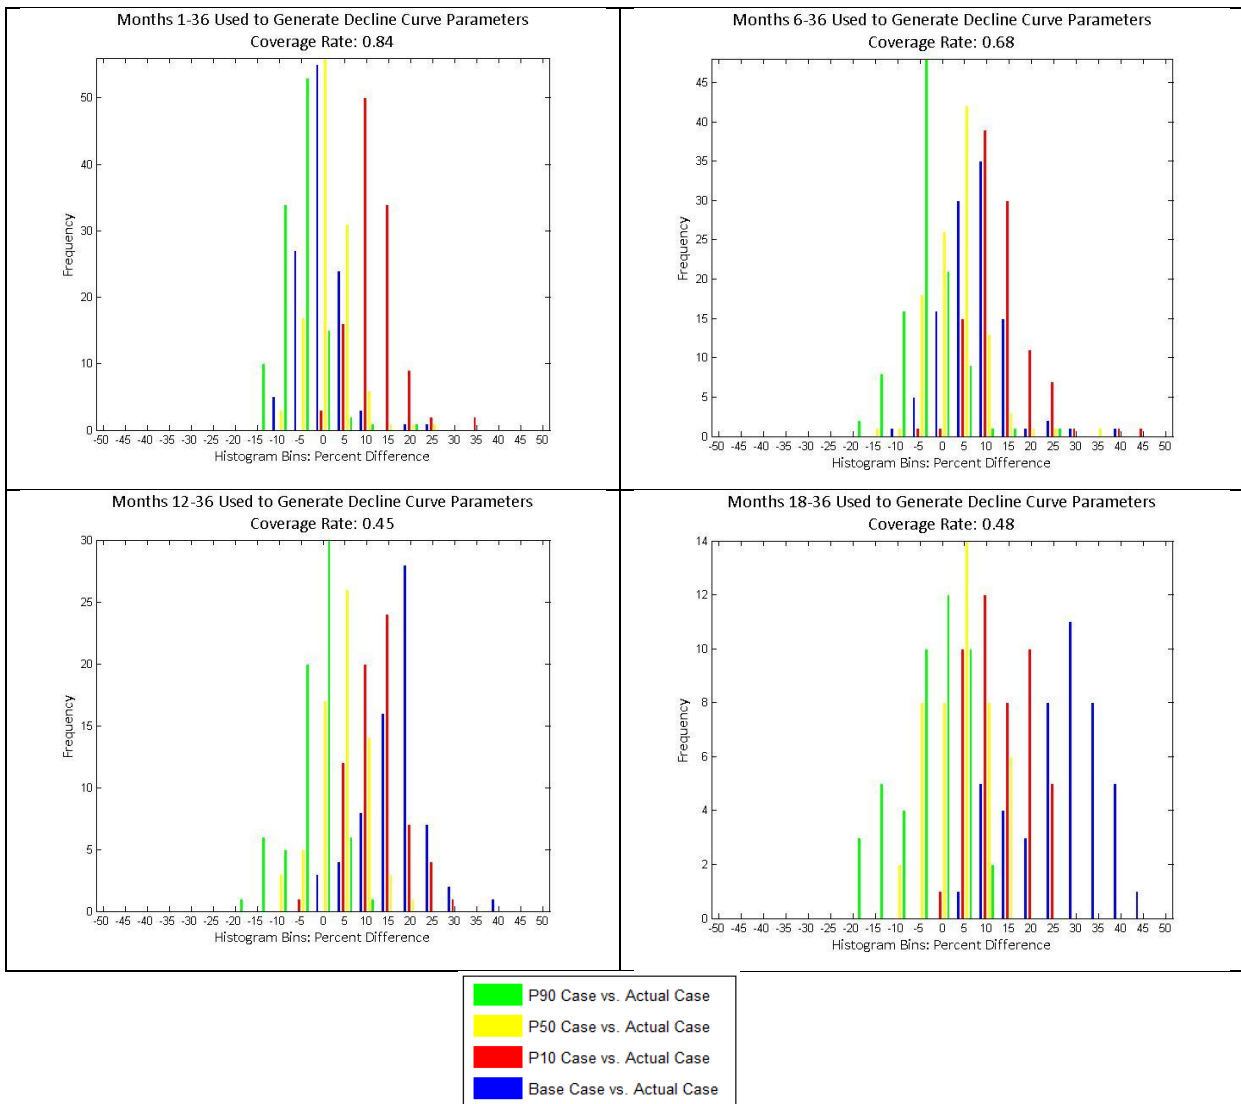 Months 1-36 Used to Generate Decline Curve Parameters
Coverage Rate: 0.84
50
40
30
20
10
0
Frequency
-50 -45 -40 -35 -30 -25 -20 -15 -10 -5 0 5 10 15 20 25 30 35 40 45 50
Histogram Bins: Percent Difference
Months 6-36 Used to Generate Decline Curve Parameters
Coverage Rate: 0.68
45
40
35
30
25
20
15
10
5
0
Frequency
-50 -45 -40 -35 -30 -25 -20 -15 -10 -5 0 5 10 15 20 25 30 35 40 45 50
Histogram Bins: Percent Difference
Months 12-36 Used to Generate Decline Curve Parameters
Coverage Rate: 0.45
30
25
20
15
10
5
0
Frequency
-50 -45 -40 -35 -30 -25 -20 -15 -10 -5 0 5 10 15 20 25 30 35 40 45 50
Histogram Bins: Percent Difference
Months 18-36 Used to Generate Decline Curve Parameters
Coverage Rate: 0.48
14
12
10
8
6
4
2
0
Frequency
-50 -45 -40 -35 -30 -25 -20 -15 -10 -5 0 5 10 15 20 25 30 35 40 45 50
Histogram Bins: Percent Difference
P90 Case vs. Actual Case
P50 Case vs. Actual Case
P10 Case vs. Actual Case
Base Case vs. Actual Case